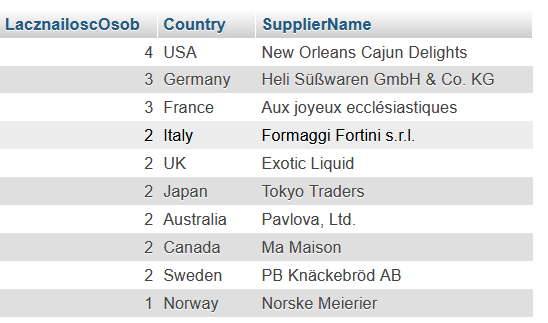 LacznailoscOsob Country SupplierName
4 USA New Orleans Cajun Delights
3 Germany Heli Süßwaren GmbH & Co. KG
3 France Aux joyeux ecclésiastiques
2 Italy Formaggi Fortini s.r.l.
2 UK Exotic Liquid
2 Japan Tokyo Traders
2 Australia Pavlova, Ltd.
2 Canada Ma Maison
2 Sweden PB Knäckebröd AB
1 Norway Norske Meierier